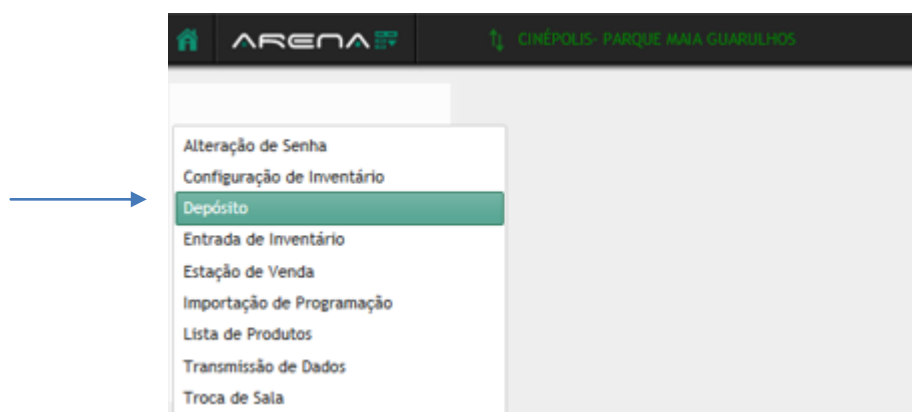 ARENA
CINÉPOLIS- PARQUE MAIA GUARULHOS
Alteração de Senha
Configuração de Inventário
Depósito
Entrada de Inventário
Estação de Venda
Importação de Programação
Lista de Produtos
Transmissão de Dados
Troca de Sala